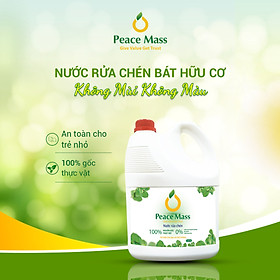 Peace Mass
Give Value Get Trust
NƯỚC RỬA CHÉN BÁT HỮU CƠ
Không Mùi Không Màu
An toàn cho
trẻ nhỏ
100% gốc
thực vật
Peace Mass
Nước rửa chén
100%
0%